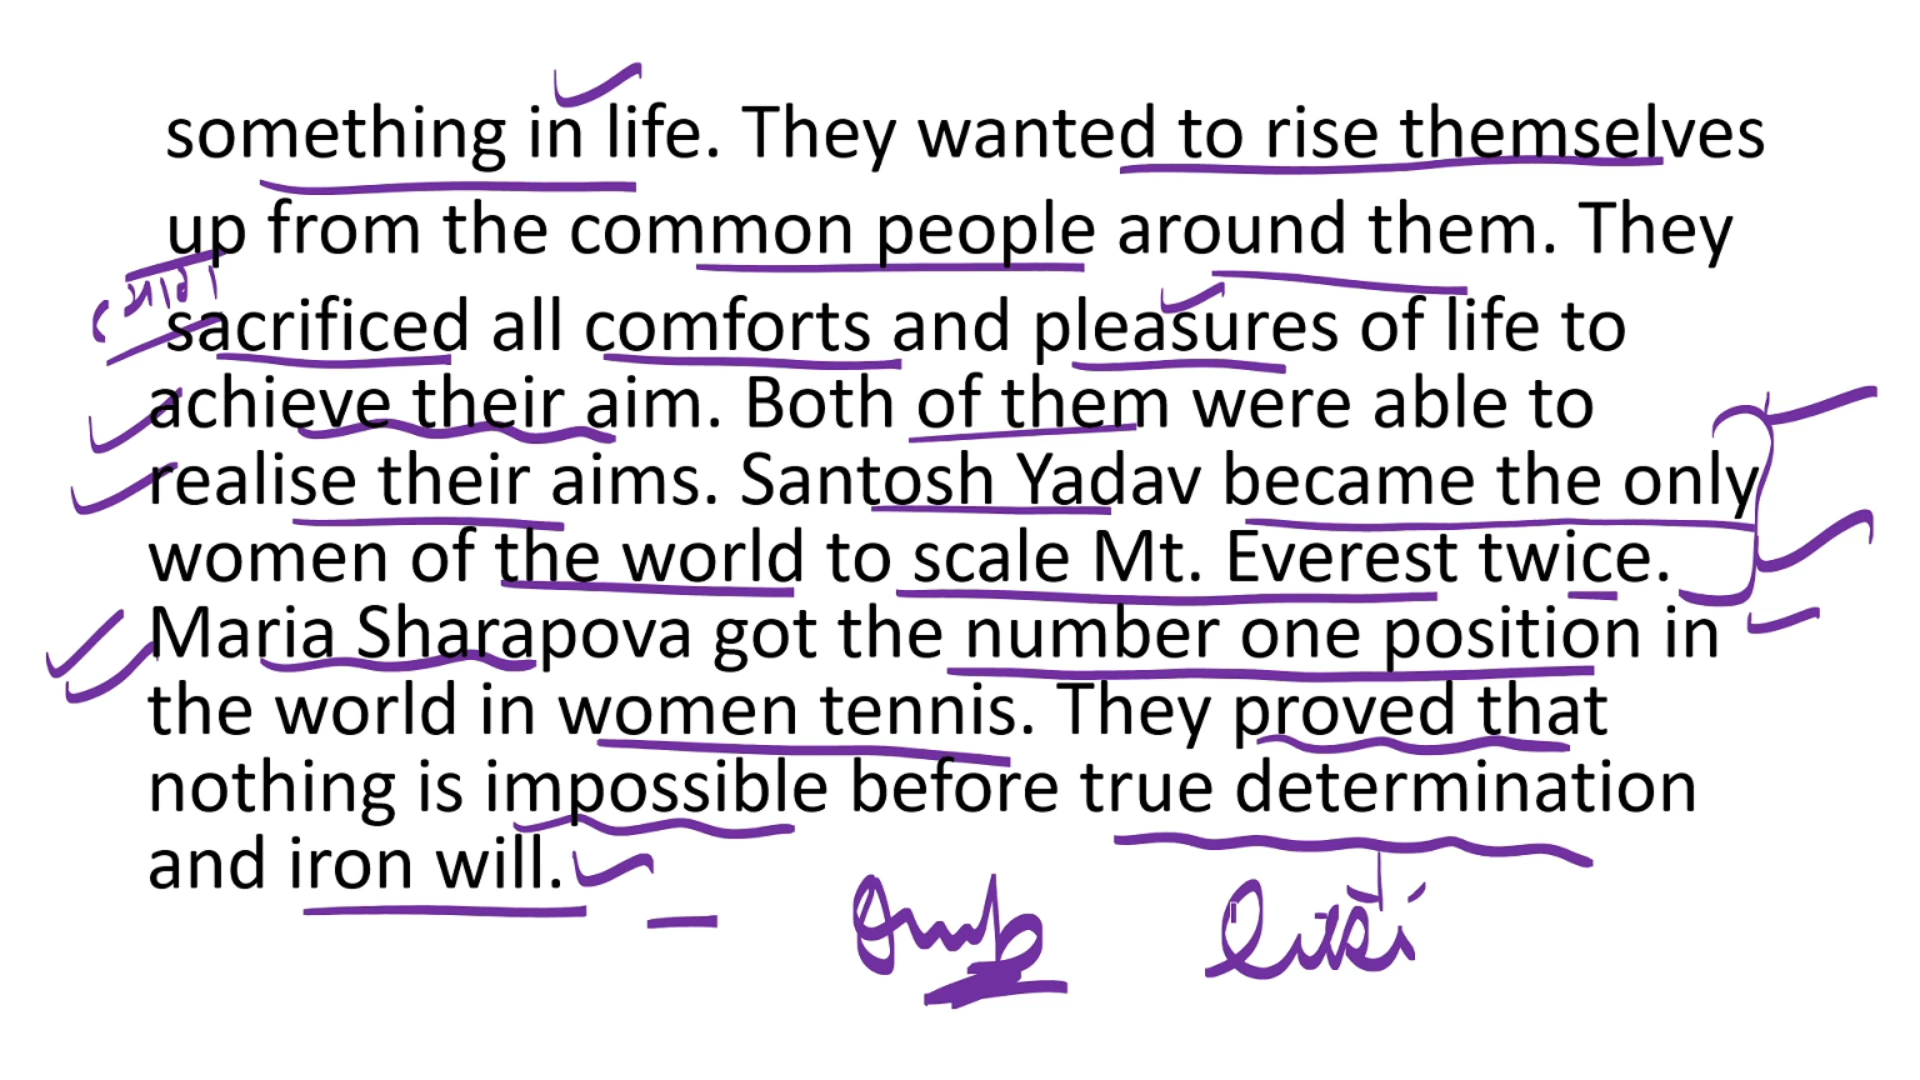 something in life. They wanted to rise themselves
up from the common people around them. They
sacrificed all comforts and pleasures of life to
achieve their aim. Both of them were able to
realise their aims. Santosh Yadav became the only
women of the world to scale Mt. Everest twice.
Maria Sharapova got the number one position in
the world in women tennis. They proved that
nothing is impossible before true determination
and iron will.